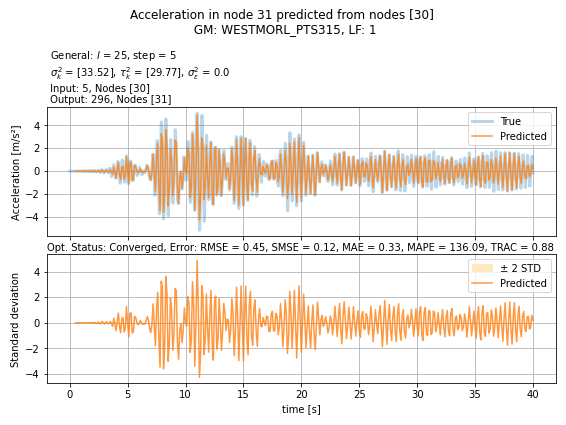 Acceleration in node 31 predicted from nodes [30]
GM: WESTMORL_PTS315, LF: 1
General: l = 25, step = 5
σ²ₖ = [33.52], τ²ₖ = [29.77], σ²ε = 0.0
Input: 5, Nodes [30]
Output: 296, Nodes [31]
Acceleration [m/s²]
4
2
0
−2
−4
True
Predicted
Opt. Status: Converged, Error: RMSE = 0.45, SMSE = 0.12, MAE = 0.33, MAPE = 136.09, TRAC = 0.88
Standard deviation
4
2
0
−2
−4
± 2 STD
Predicted
0 5 10 15 20 25 30 35 40
time [s]